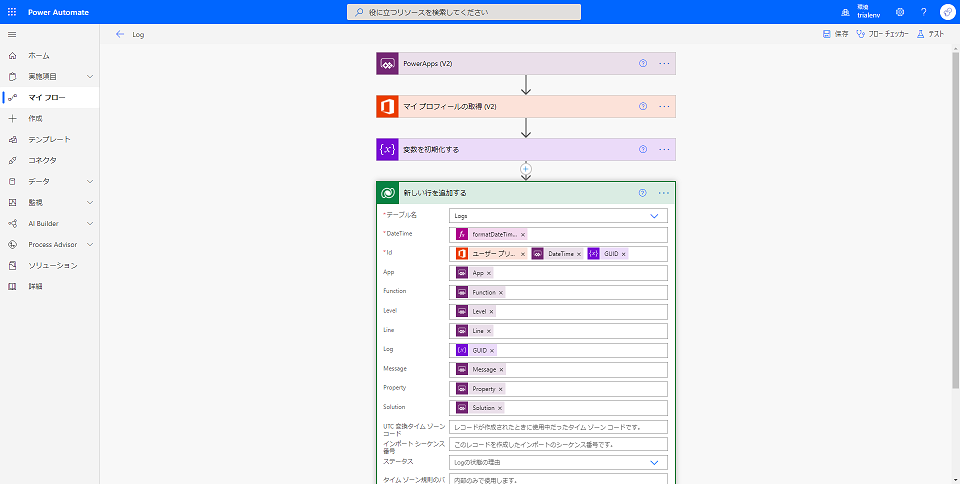 Power Automate
役に立つリソースを検索してください
環境
trialenv
Log
保存
フロー チェッカー
テスト
ホーム
実施項目
マイ フロー
作成
テンプレート
コネクタ
データ
監視
AI Builder
Process Advisor
ソリューション
詳細
PowerApps (V2)
マイ プロフィールの取得 (V2)
変数を初期化する
新しい行を追加する
*テーブル名 Logs
*DateTime formatDateTim... ×
*Id ユーザー プリ... × DateTime × GUID ×
App App ×
Function Function ×
Level Level ×
Line Line ×
Log GUID ×
Message Message ×
Property Property ×
Solution Solution ×
UTC 変換タイム ゾーン
コード
レコードが作成されたときに使用中だったタイム ゾーン コードです。
インポート シーケンス
番号
このレコードを作成したインポートのシーケンス番号です。
ステータス Logの状態の理由
タイム ゾーン規則のバ 内部のみで使用します。